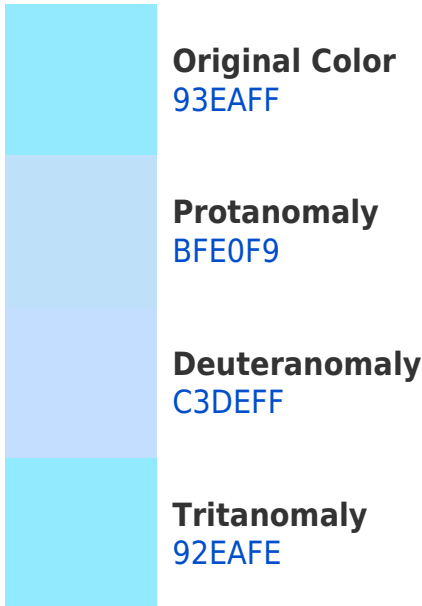 Original Color
93EAFF
Protanomaly
BFE0F9
Deuteranomaly
C3DEFF
Tritanomaly
92EAFE